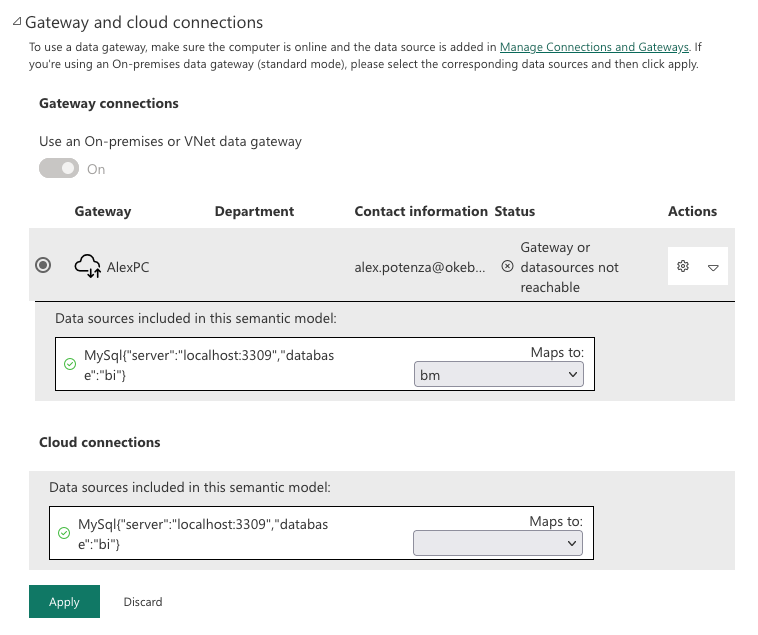 Gateway and cloud connections
To use a data gateway, make sure the computer is online and the data source is added in Manage Connections and Gateways. If
you're using an On-premises data gateway (standard mode), please select the corresponding data sources and then click apply.
Gateway connections
Use an On-premises or VNet data gateway
On
Gateway Department Contact information Status Actions
AlexPC alex.potenza@okeb... Gateway or
datasources not
reachable
Data sources included in this semantic model:
MySql{"server":"localhost:3309","databas
e":"bi"}
Maps to:
bm
Cloud connections
Data sources included in this semantic model:
MySql{"server":"localhost:3309","databas
e":"bi"}
Maps to:
Apply Discard